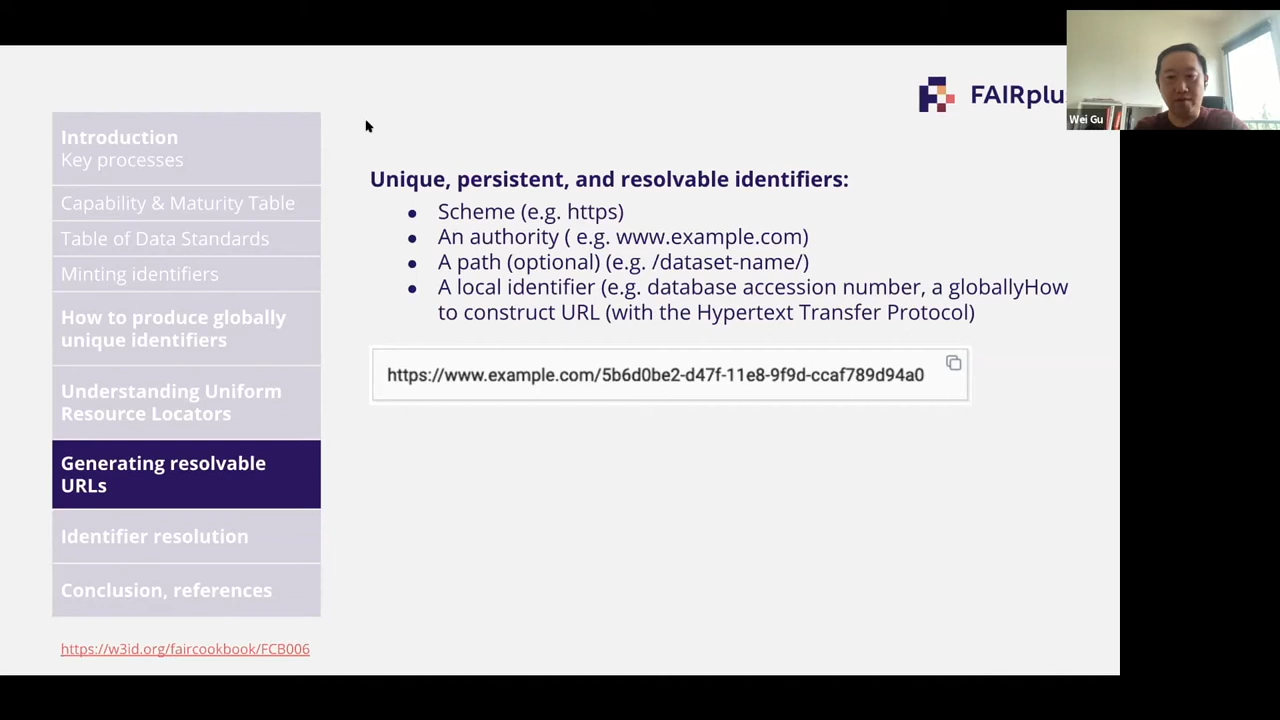 FAIRplu
Wei Gu
Introduction
Key processes
Capability & Maturity Table
Table of Data Standards
Minting identifiers
How to produce globally
unique identifiers
Understanding Uniform
Resource Locators
Generating resolvable
URLs
Identifier resolution
Conclusion, references
https://w3id.org/faircookbook/FCB006
Unique, persistent, and resolvable identifiers:
● Scheme (e.g. https)
● An authority ( e.g. www.example.com)
● A path (optional) (e.g. /dataset-name/)
● A local identifier (e.g. database accession number, a globallyHow
to construct URL (with the Hypertext Transfer Protocol)
https://www.example.com/5b6d0be2-d47f-11e8-9f9d-ccaf789d94a0